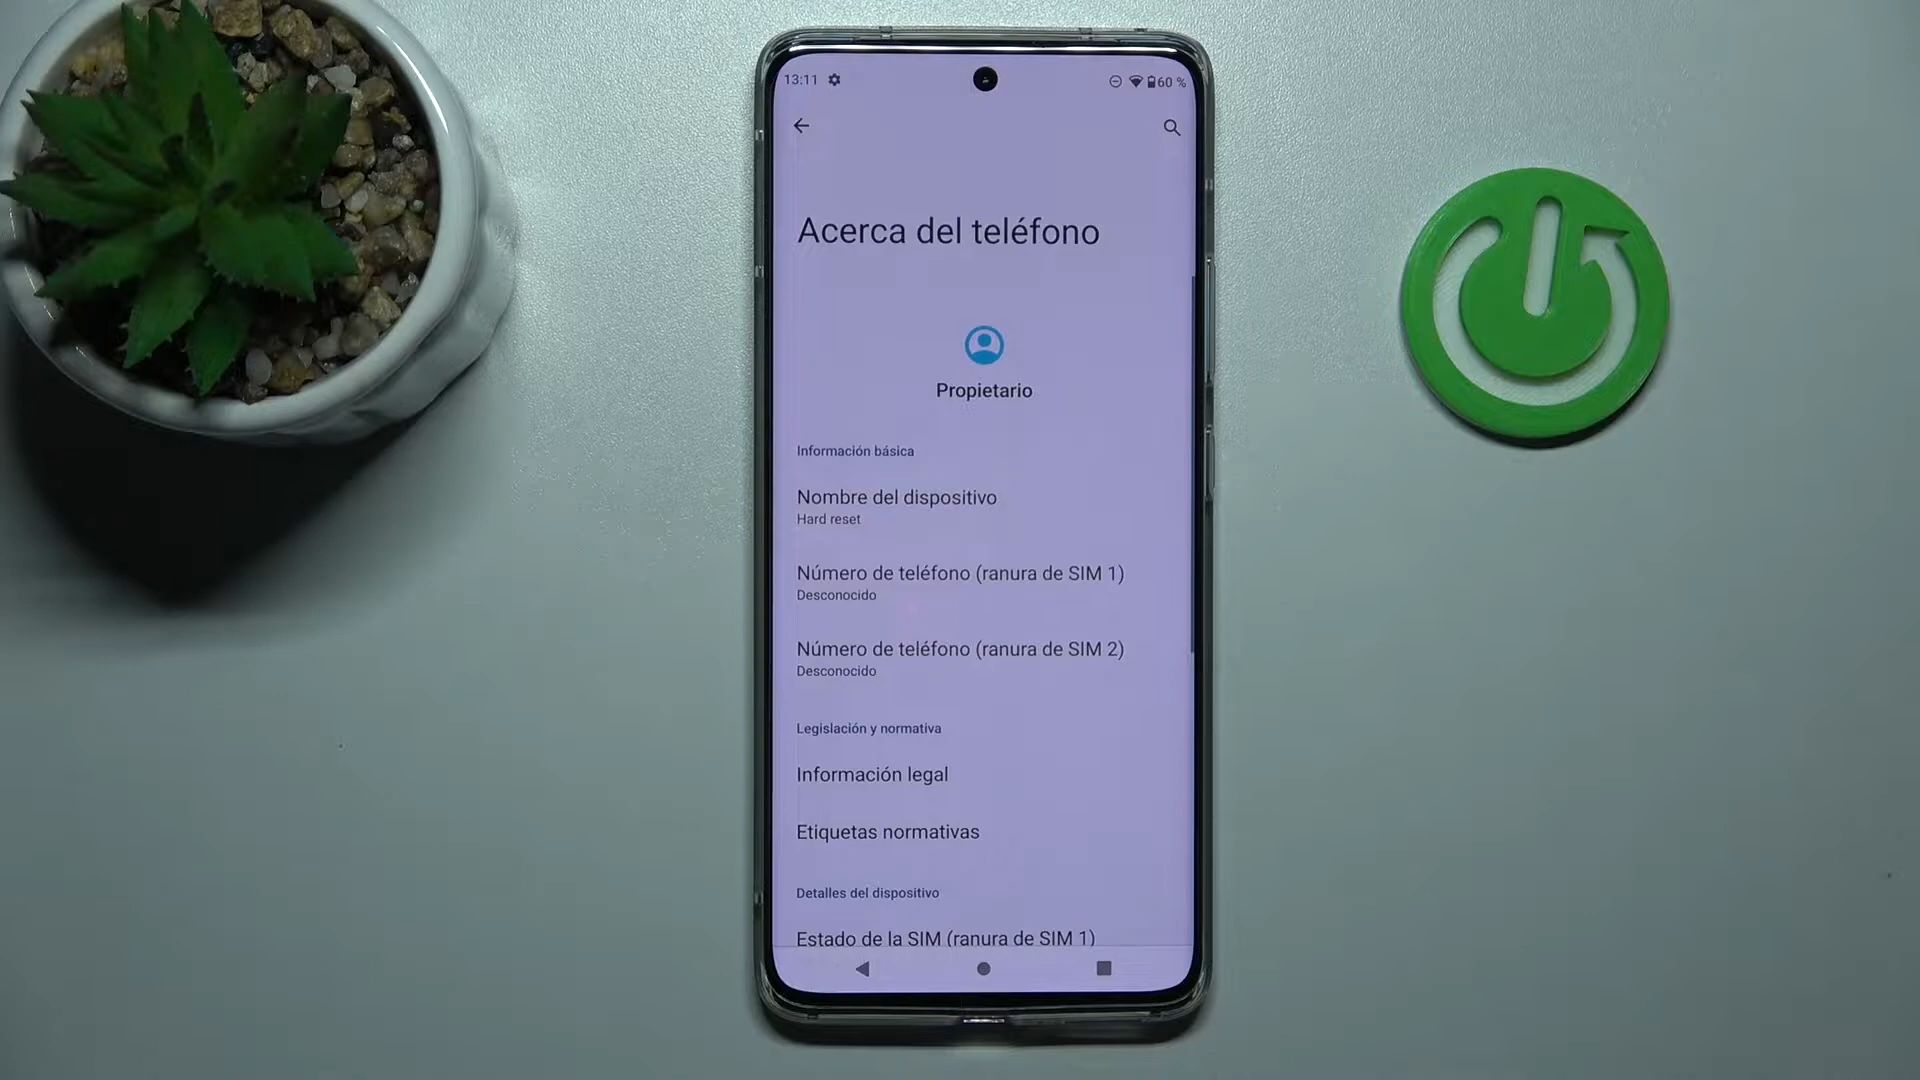 13:11
60 %
Acerca del teléfono
Propietario
Información básica
Nombre del dispositivo
Hard reset
Número de teléfono (ranura de SIM 1)
Desconocido
Número de teléfono (ranura de SIM 2)
Desconocido
Legislación y normativa
Información legal
Etiquetas normativas
Detalles del dispositivo
Estado de la SIM (ranura de SIM 1)